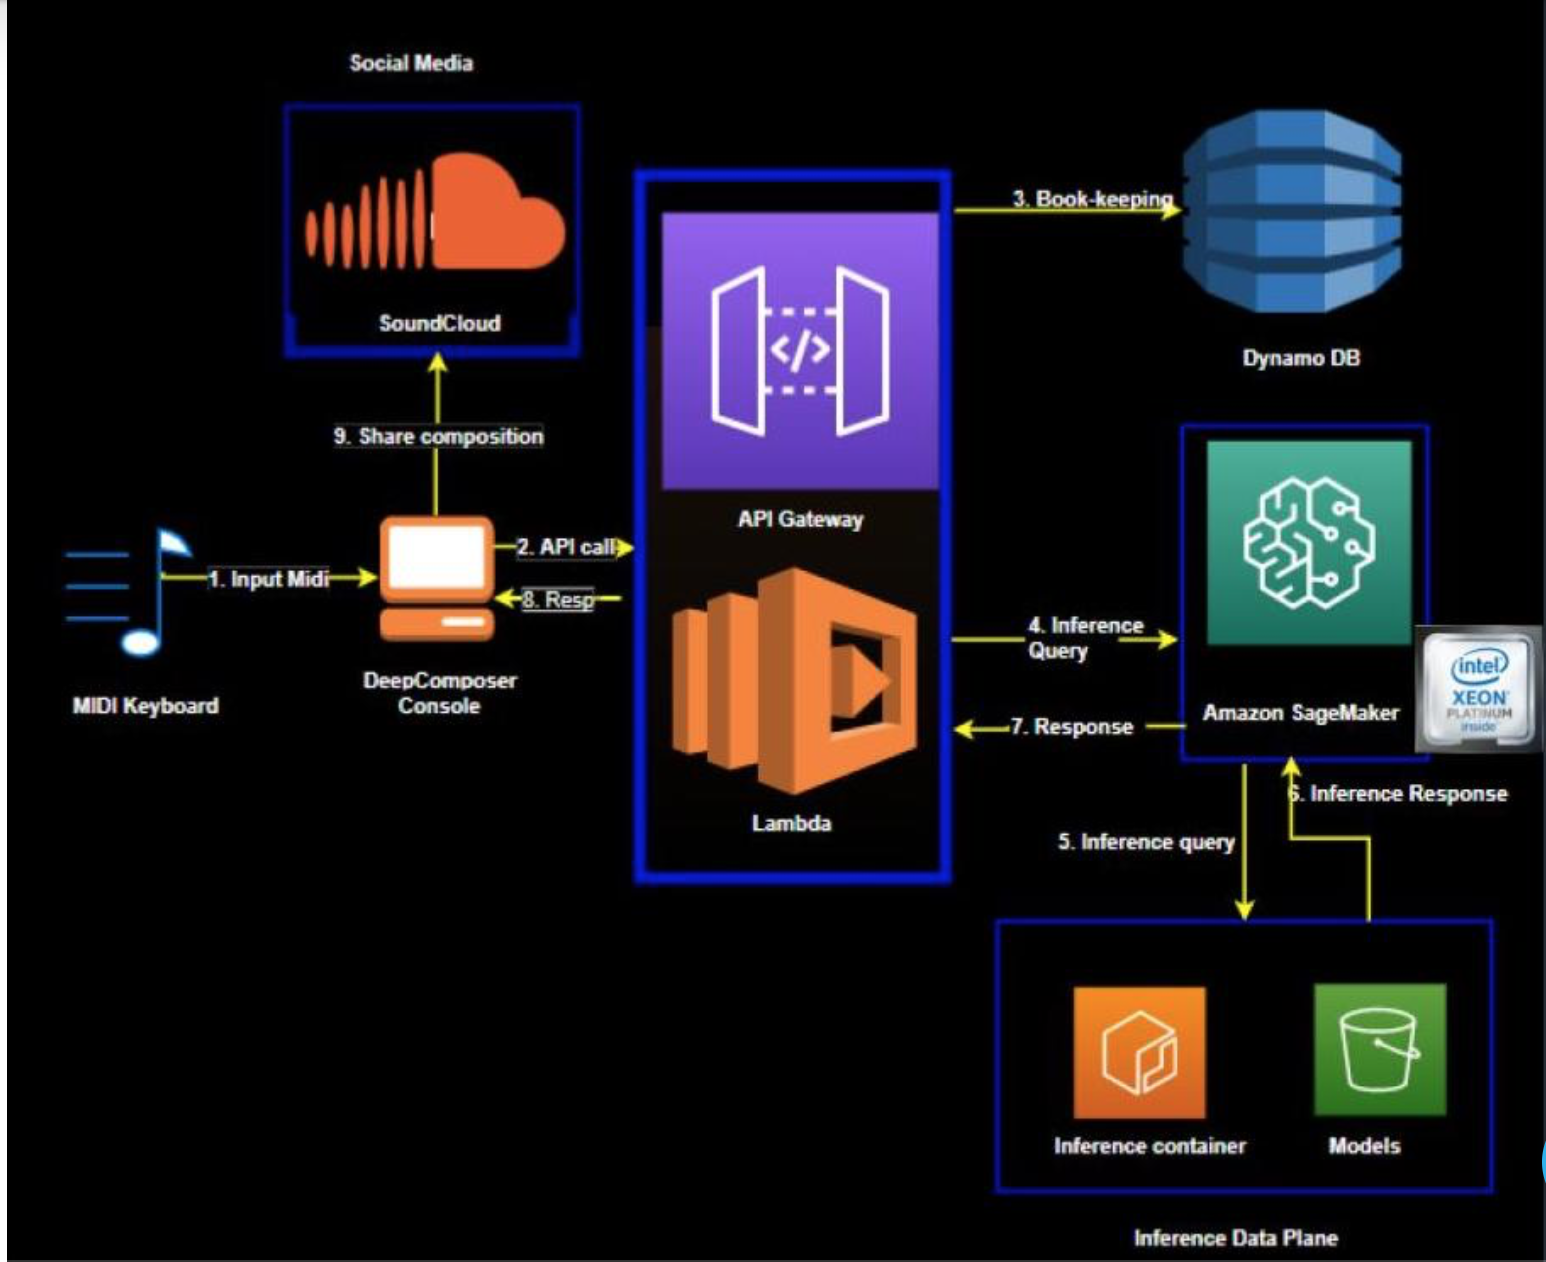 Social Media
SoundCloud
3. Book-keeping
Dynamo DB
9. Share composition
</>
API Gateway
1. Input Midi
2. API call
8. Resp
MIDI Keyboard
DeepComposer
Console
4. Inference
Query
Amazon SageMaker
intel
XEON
PLATINUM
inside
7. Response
Lambda
6. Inference Response
5. Inference query
Inference container
Models
Inference Data Plane